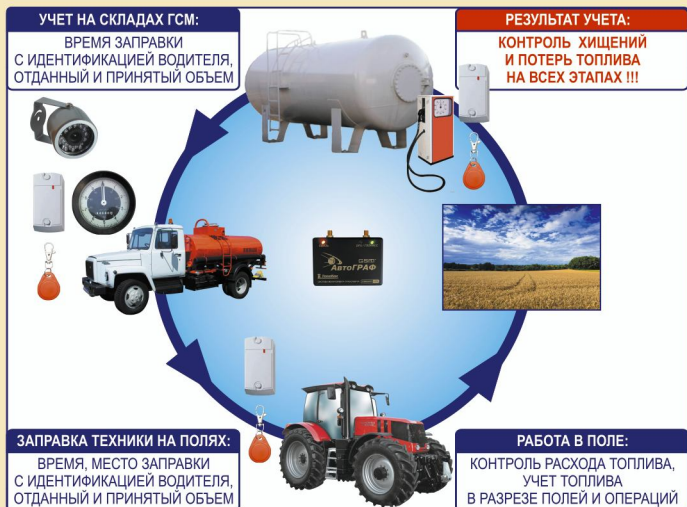 УЧЕТ НА СКЛАДАХ ГСМ:
ВРЕМЯ ЗАПРАВКИ
С ИДЕНТИФИКАЦИЕЙ ВОДИТЕЛЯ,
ОТДАННЫЙ И ПРИНЯТЫЙ ОБЪЕМ
РЕЗУЛЬТАТ УЧЕТА:
КОНТРОЛЬ ХИЩЕНИЙ
И ПОТЕРЬ ТОПЛИВА
НА ВСЕХ ЭТАПАХ !!!
АвтоГРАФ
ЗАПРАВКА ТЕХНИКИ НА ПОЛЯХ:
ВРЕМЯ, МЕСТО ЗАПРАВКИ
С ИДЕНТИФИКАЦИЕЙ ВОДИТЕЛЯ,
ОТДАННЫЙ И ПРИНЯТЫЙ ОБЪЕМ
РАБОТА В ПОЛЕ:
КОНТРОЛЬ РАСХОДА ТОПЛИВА,
УЧЕТ ТОПЛИВА
В РАЗРЕЗЕ ПОЛЕЙ И ОПЕРАЦИЙ